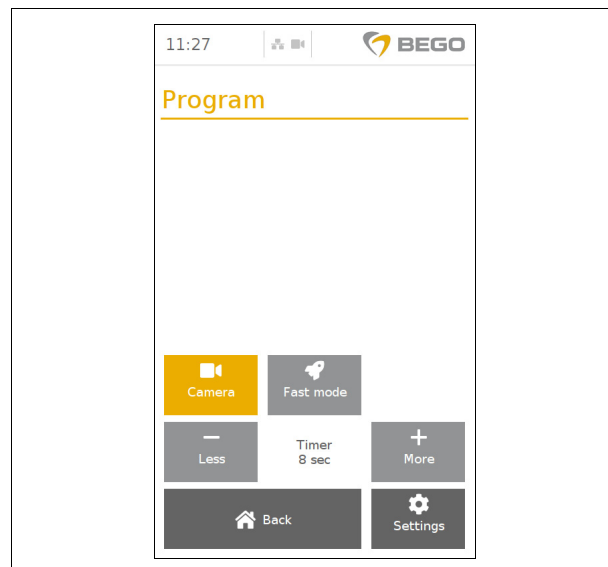 11:27 BEGO
Program
Camera Fast mode
Less Timer 8 sec More
Back Settings